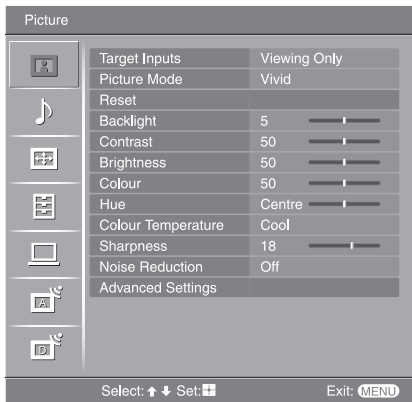 Picture
Target Inputs Viewing Only
Picture Mode Vivid
Reset
Backlight 5
Contrast 50
Brightness 50
Colour 50
Hue Centre
Colour Temperature Cool
Sharpness 18
Noise Reduction Off
Advanced Settings
A
D
Select: Set: Exit: MENU